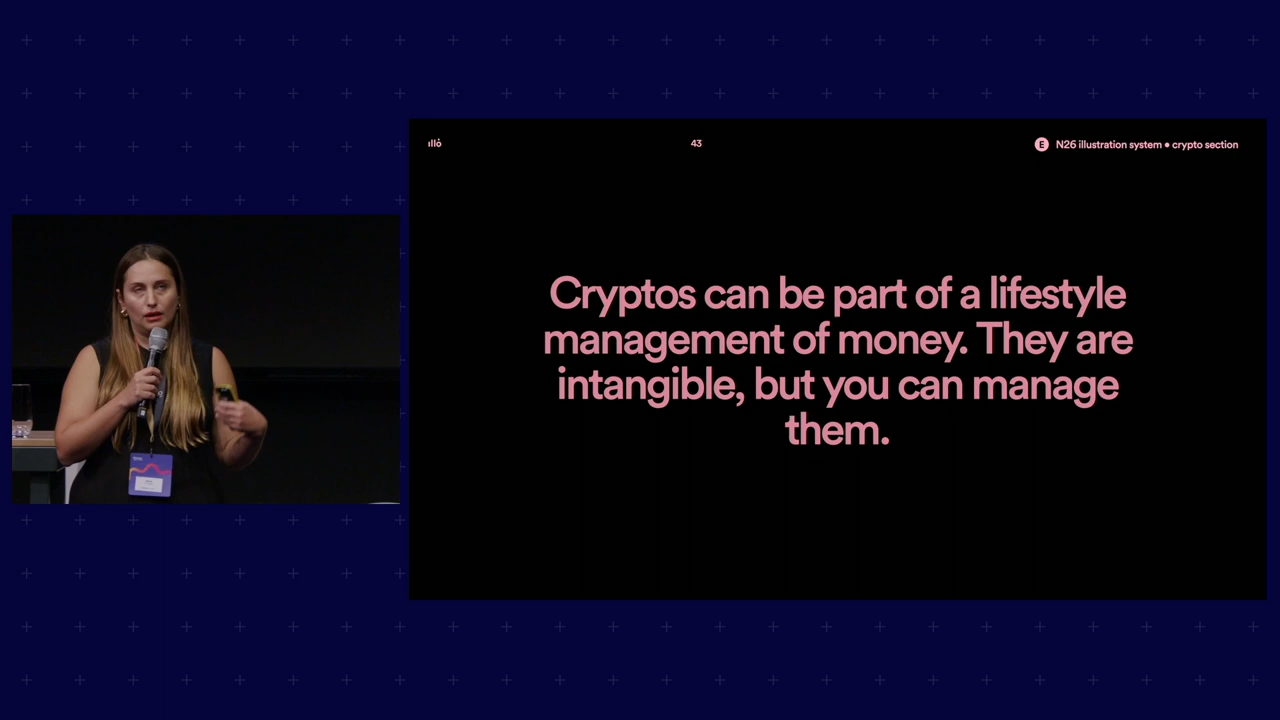 illo
43
E N26 illustration system • crypto section
Cryptos can be part of a lifestyle
management of money. They are
intangible, but you can manage
them.